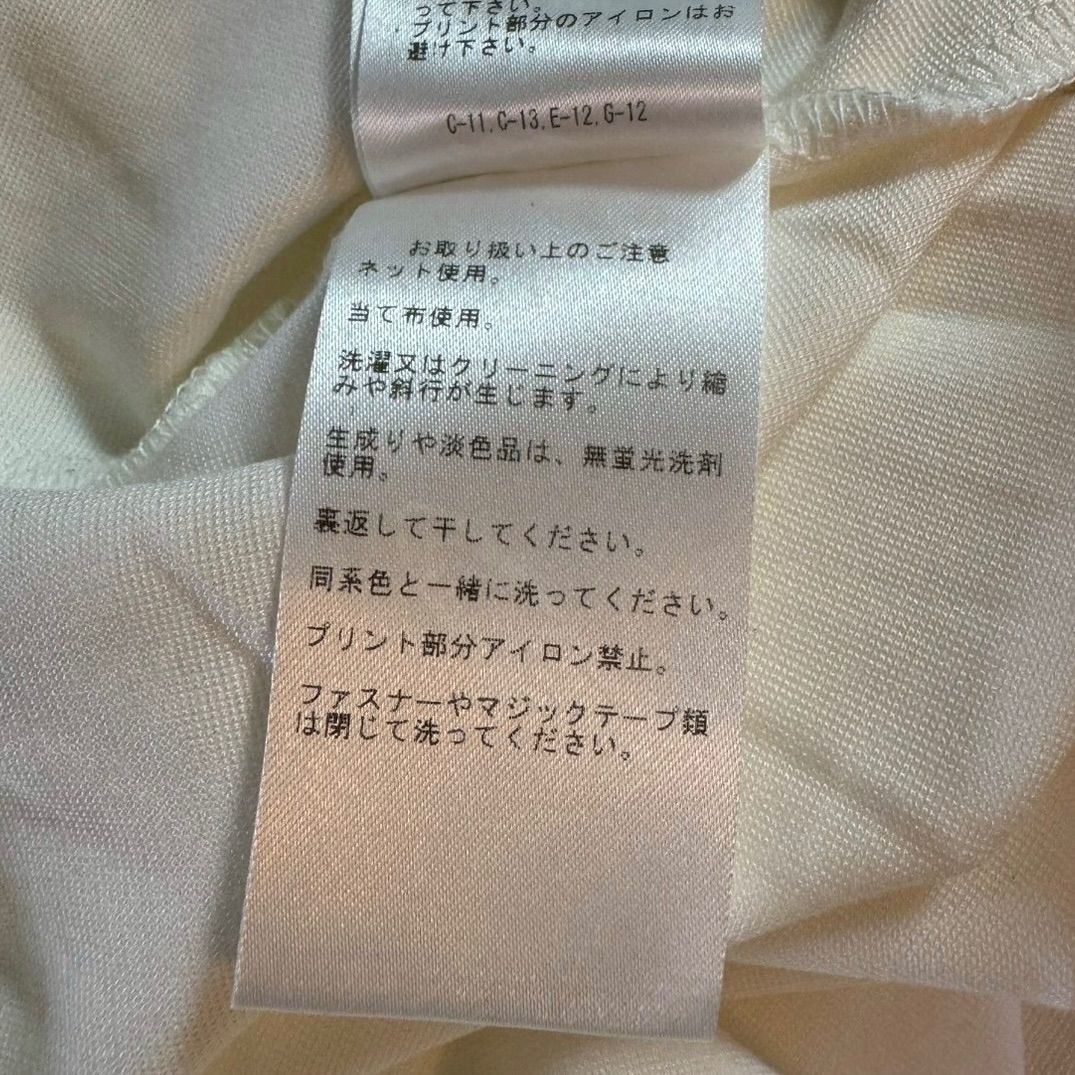 って下さい。
・プリント部分のアイロンはお
避け下さい。
C-11,C-13,E-12,G-12
お取り扱い上のご注意
ネット使用。
当て布使用。
洗濯又はクリーニングにより縮
みや斜行が生じます。
生成りや淡色品は、無蛍光洗剤
使用。
裏返して干してください。
同系色と一緒に洗ってください。
プリント部分アイロン禁止。
ファスナーやマジックテープ類
は閉じて洗ってください。